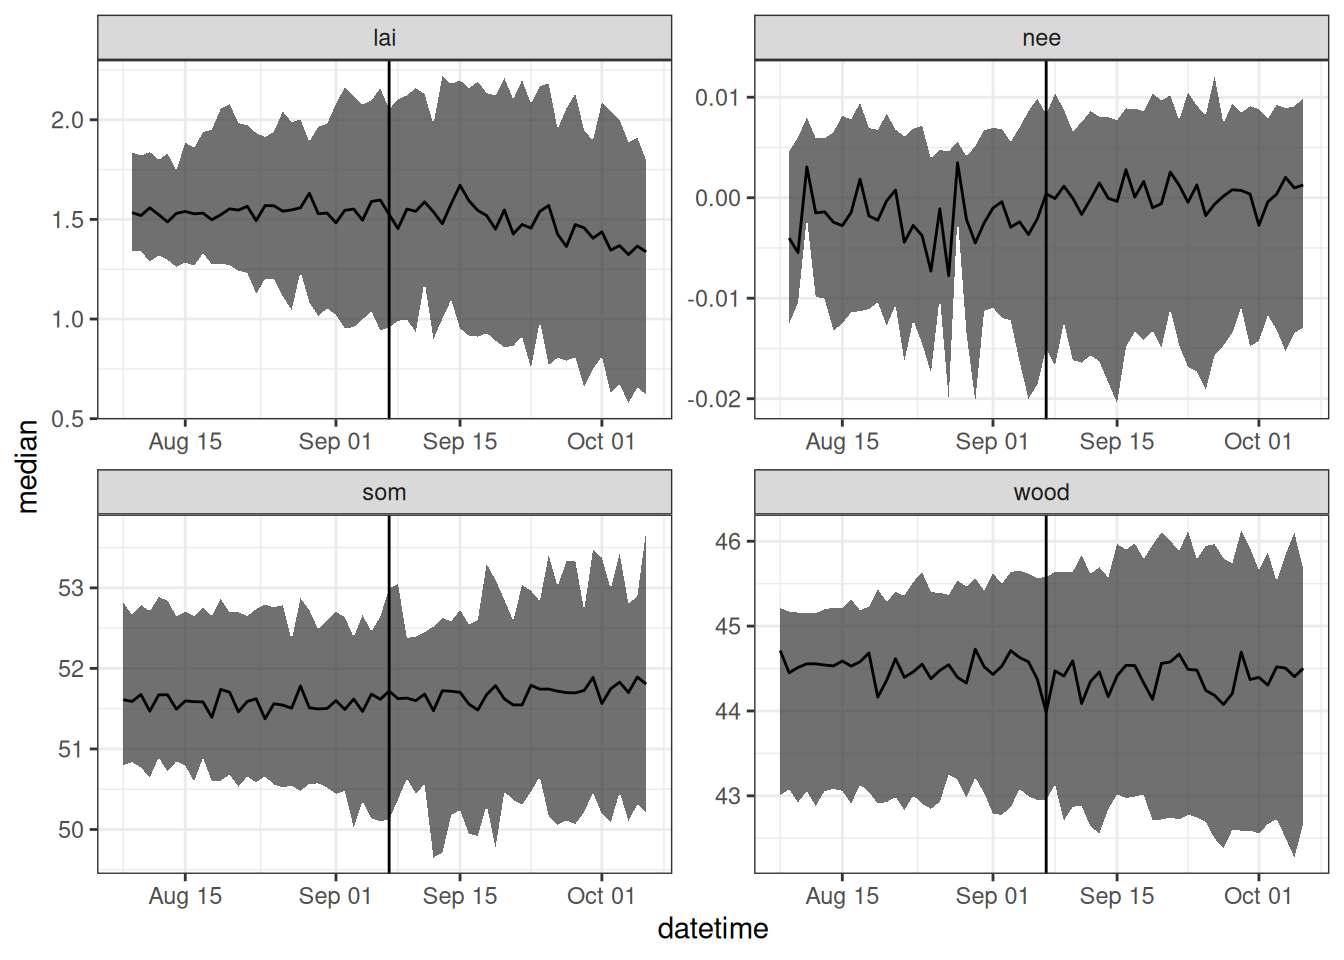 lai
nee
2.0
1.5
1.0
0.5
0.01
0.00
-0.01
-0.02
Aug 15 Sep 01 Sep 15 Oct 01
Aug 15 Sep 01 Sep 15 Oct 01
median
som
wood
53
52
51
50
46
45
44
43
Aug 15 Sep 01 Sep 15 Oct 01
Aug 15 Sep 01 Sep 15 Oct 01
datetime